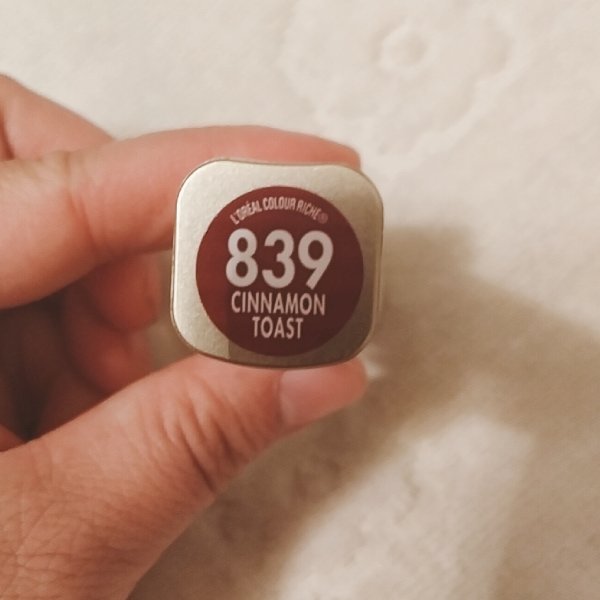 L'ORÉAL COLOUR RICHE®
839
CINNAMON
TOAST